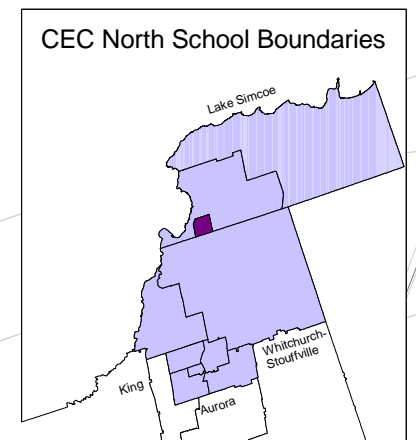 CEC North School Boundaries
Lake Simcoe
Whitchurch-
Stouffville
King
Aurora